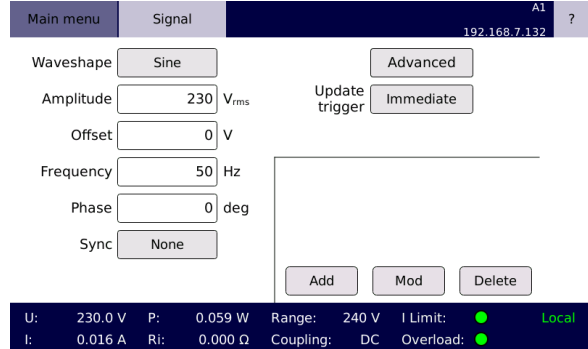 Main menu Signal A1 ?
192.168.7.132
Waveshape Sine Advanced
Amplitude 230 Vrms Update trigger Immediate
Offset 0 V
Frequency 50 Hz
Phase 0 deg
Sync None
Add Mod Delete
U: 230.0 V P: 0.059 W Range: 240 V I Limit: Local
I: 0.016 A Ri: 0.000 Ω Coupling: DC Overload: